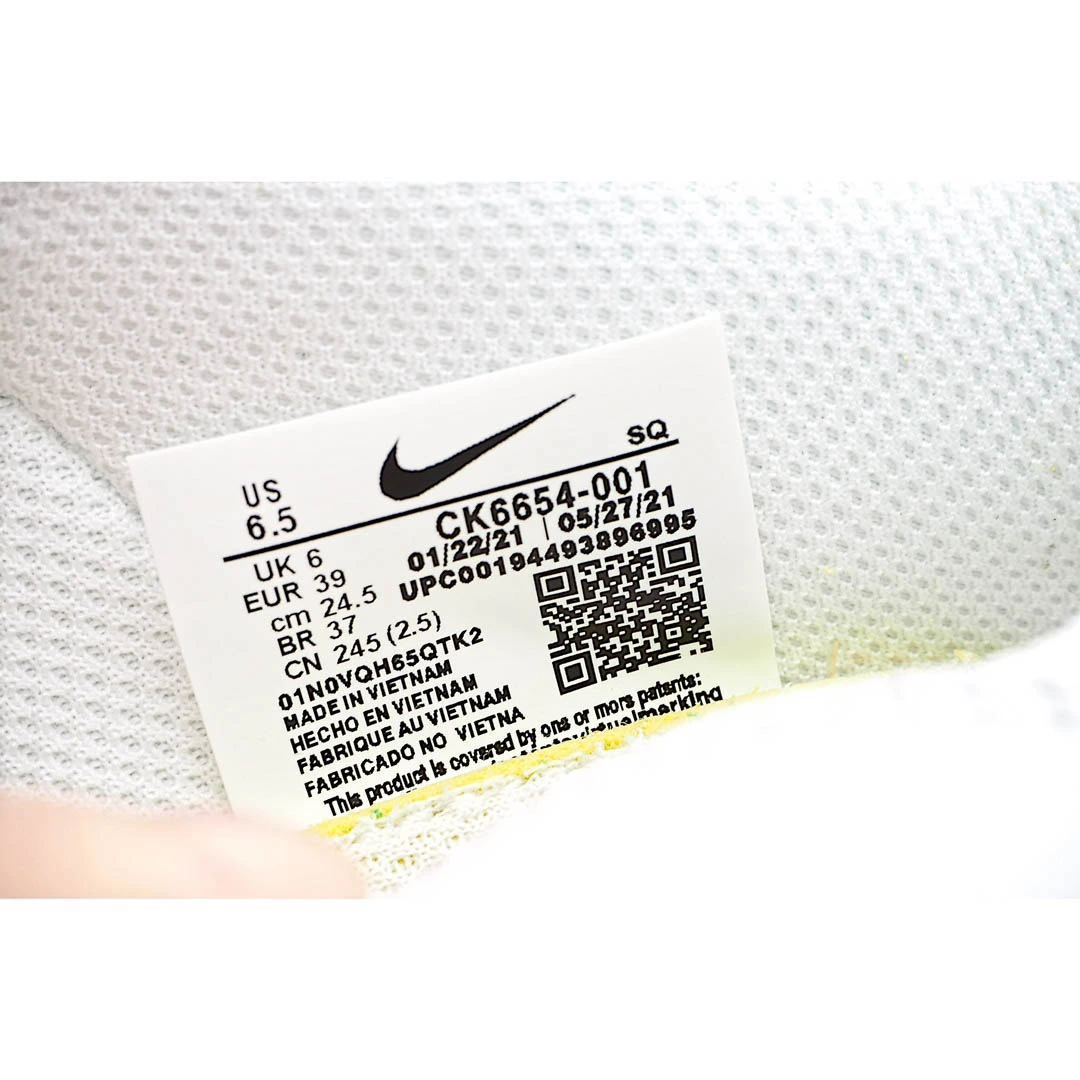 US
6.5
SQ
UK 6
EUR 39
cm 24.5
BR 37
CN 245 (2.5)
CK6654-001
01/22/21 | 05/27/21
UPC00194493896995
01N0VQH65QTK2
MADE IN VIETNAM
HECHO EN VIETNAM
FABRIQUE AU VIETNAM
FABRICADO NO VIETNA
This product is covered by one or more patents: